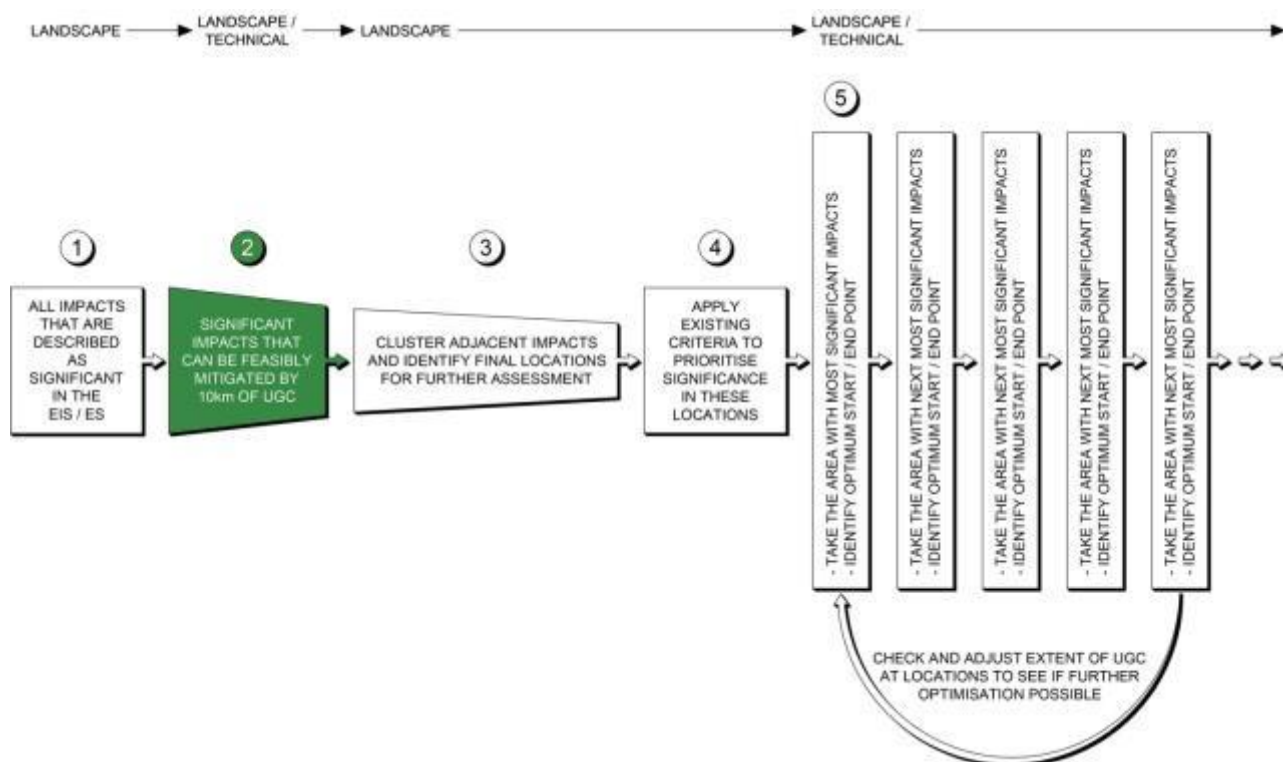 LANDSCAPE
LANDSCAPE /
TECHNICAL
LANDSCAPE
LANDSCAPE /
TECHNICAL
1
ALL IMPACTS
THAT ARE
DESCRIBED
AS
SIGNIFICANT
IN THE
EIS / ES
2
SIGNIFICANT
IMPACTS THAT
CAN BE FEASIBLY
MITIGATED BY
10km OF UGC
3
CLUSTER ADJACENT IMPACTS
AND IDENTIFY FINAL LOCATIONS
FOR FURTHER ASSESSMENT
4
APPLY
EXISTING
CRITERIA TO
PRIORITISE
SIGNIFICANCE
IN THESE
LOCATIONS
5
- TAKE THE AREA WITH MOST SIGNIFICANT IMPACTS
- IDENTIFY OPTIMUM START / END POINT
- TAKE THE AREA WITH NEXT MOST SIGNIFICANT IMPACTS
- IDENTIFY OPTIMUM START / END POINT
- TAKE THE AREA WITH NEXT MOST SIGNIFICANT IMPACTS
- IDENTIFY OPTIMUM START / END POINT
- TAKE THE AREA WITH NEXT MOST SIGNIFICANT IMPACTS
- IDENTIFY OPTIMUM START / END POINT
- TAKE THE AREA WITH NEXT MOST SIGNIFICANT IMPACTS
- IDENTIFY OPTIMUM START / END POINT
CHECK AND ADJUST EXTENT OF UGC
AT LOCATIONS TO SEE IF FURTHER
OPTIMISATION POSSIBLE